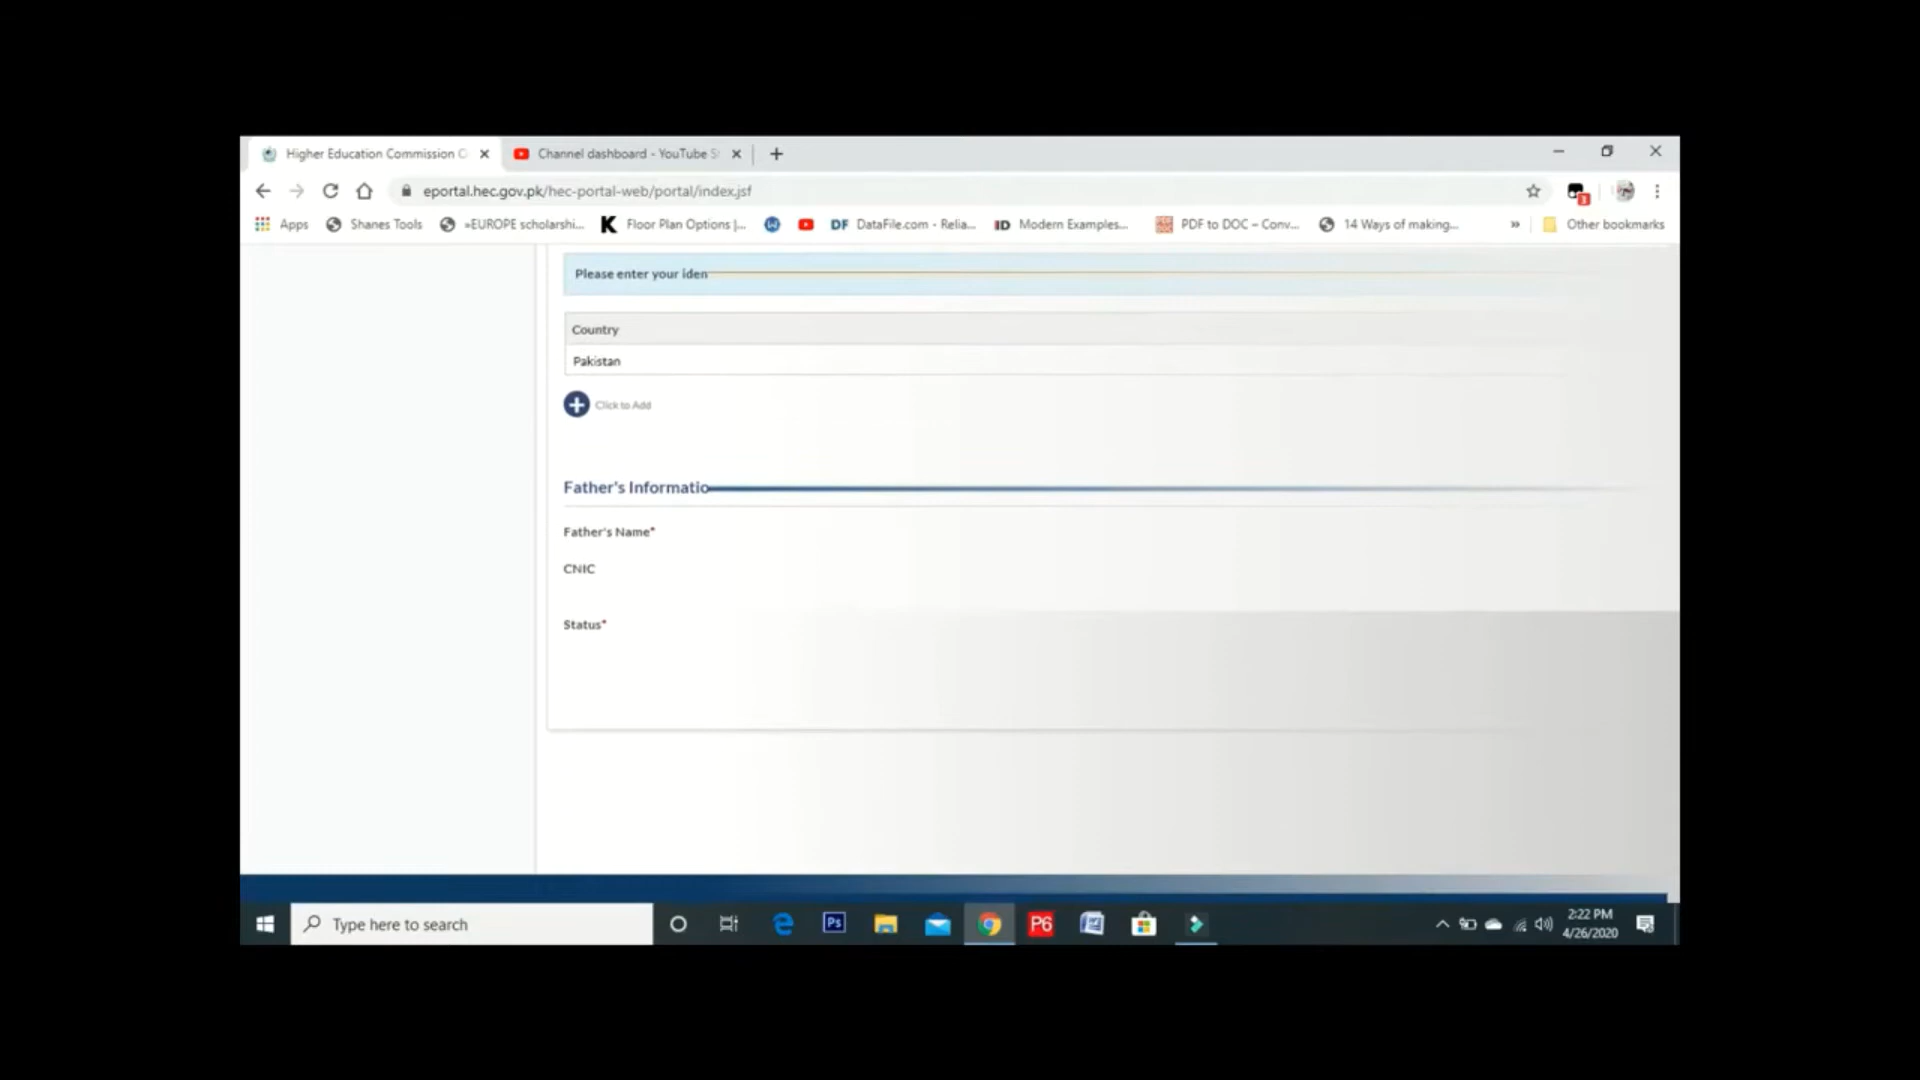 Higher Education Commission
Channel dashboard - YouTube S
eportal.hec.gov.pk/hec-portal-web/portal/index.jsf
Apps
Shanes Tools
»EUROPE scholarshi...
K
Floor Plan Options |...
DF
DataFile.com - Relia...
ID
Modern Examples...
PDF to DOC – Conv...
14 Ways of making...
»
Other bookmarks
Please enter your iden
Country
Pakistan
Click to Add
Father's Informatio
Father's Name*
CNIC
Status*
Type here to search
Ps
P6
2:22 PM
4/26/2020